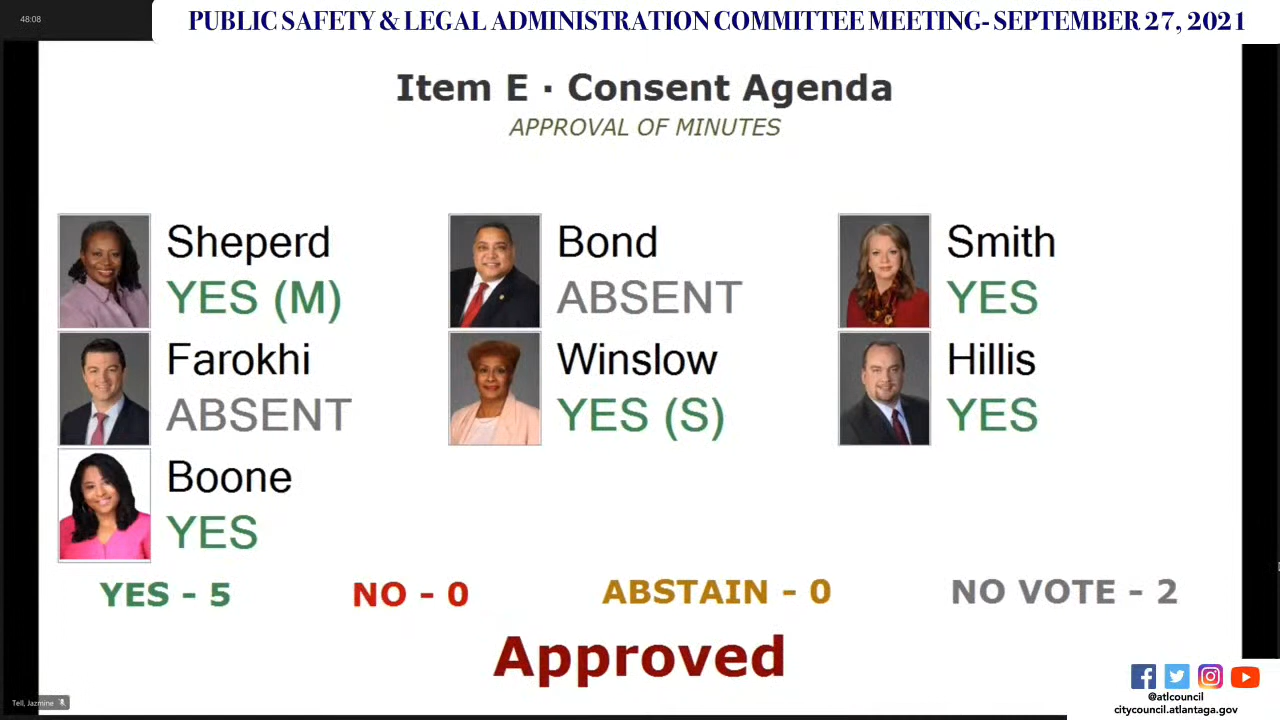 48:08
PUBLIC SAFETY & LEGAL ADMINISTRATION COMMITTEE MEETING- SEPTEMBER 27, 2021
Item E · Consent Agenda
APPROVAL OF MINUTES
Sheperd
YES (M)
Bond
ABSENT
Smith
YES
Farokhi
ABSENT
Winslow
YES (S)
Hillis
YES
Boone
YES
YES - 5
NO - 0
ABSTAIN - 0
NO VOTE - 2
Approved
Tell, Jazmine
@atlcouncil
citycouncil.atlantaga.gov